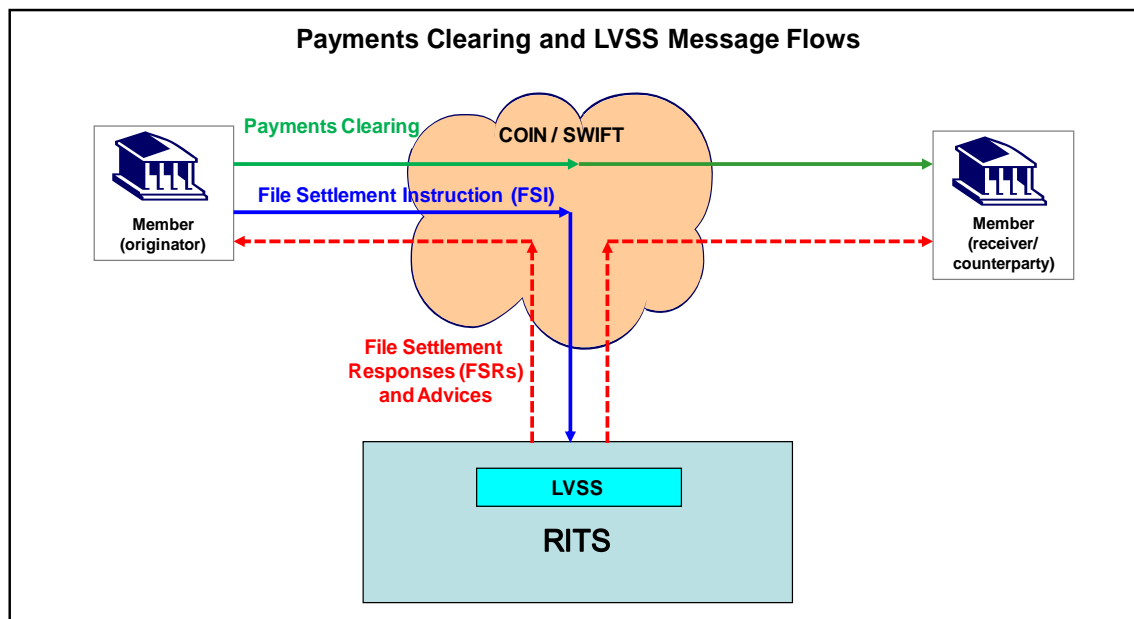 Payments Clearing and LVSS Message Flows
Payments Clearing
COIN / SWIFT
File Settlement Instruction (FSI)
Member
(originator)
Member
(receiver/
counterparty)
File Settlement
Responses (FSRs)
and Advices
LVSS
RITS